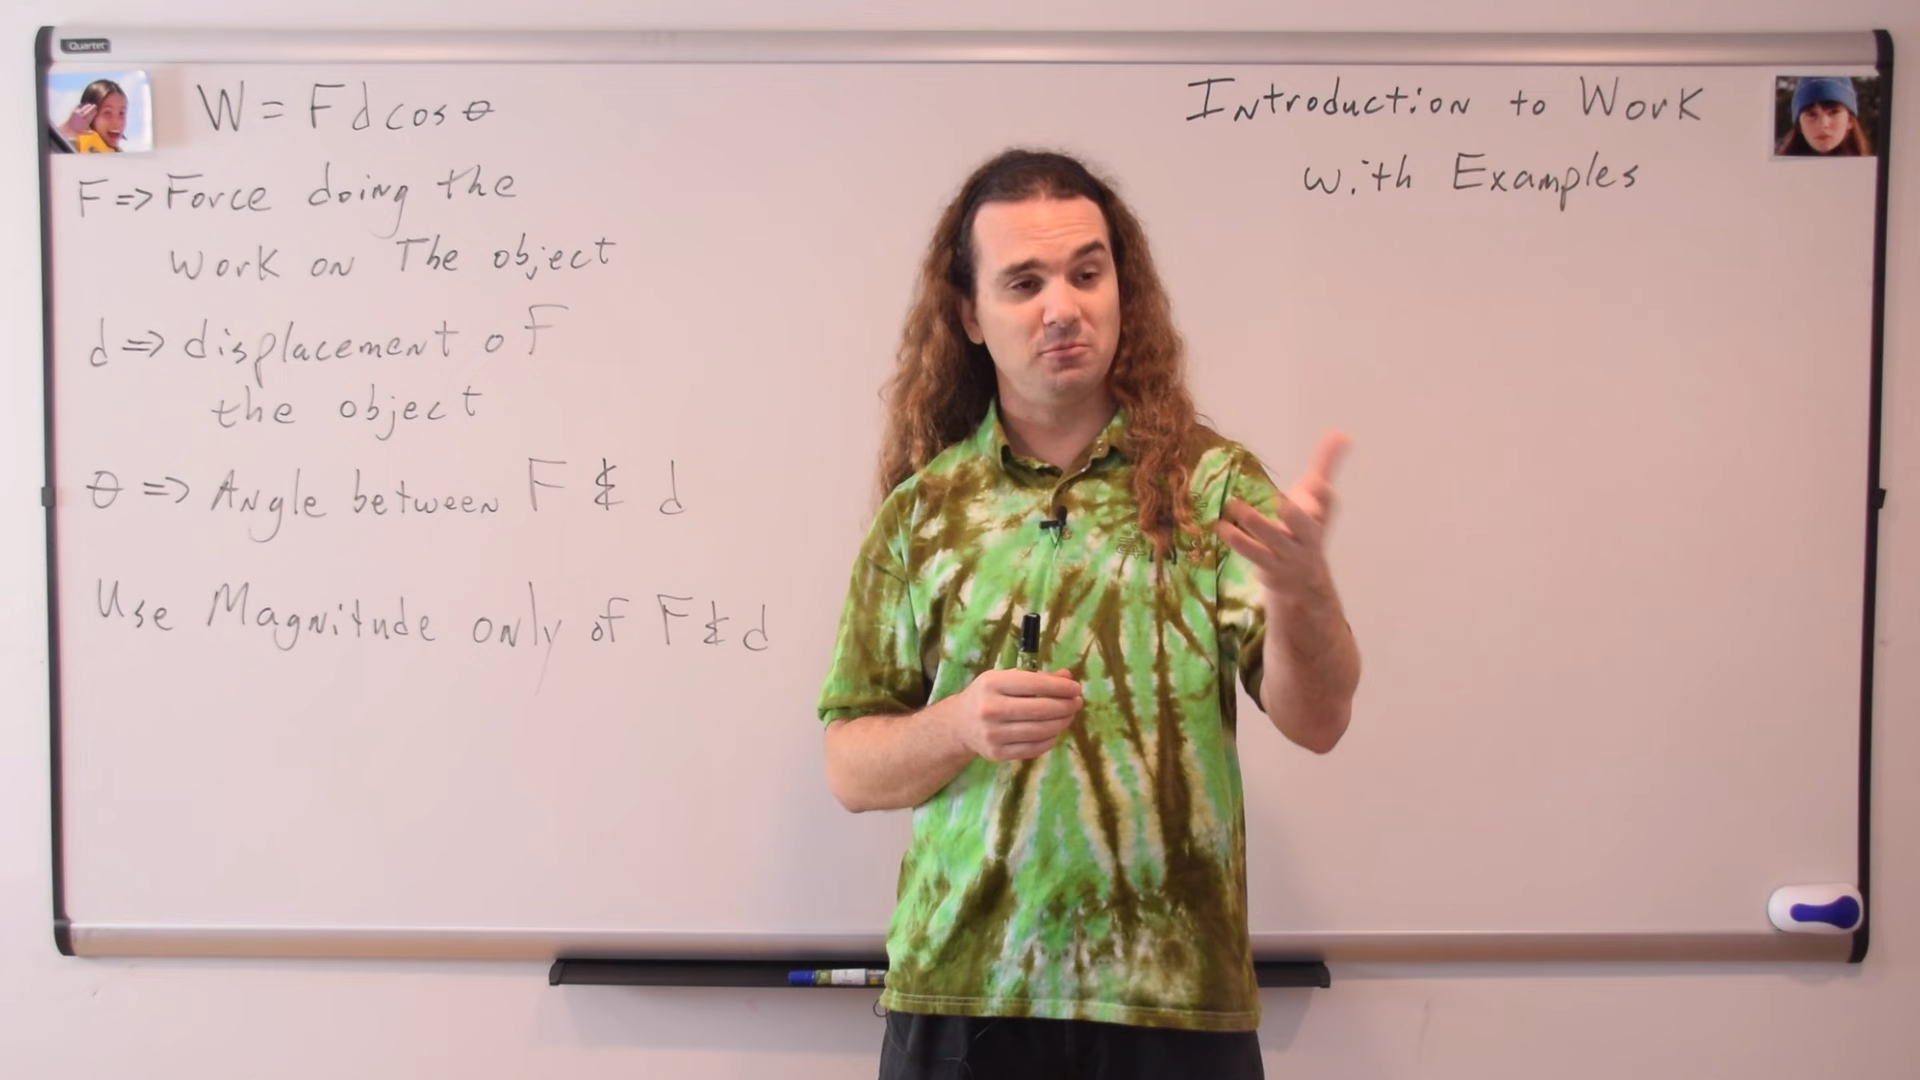 Quartet
W = F d cos θ
F => Force doing the
work on The object
d => displacement of
the object
θ => Angle between F & d
Use Magnitude only of F & d
Introduction to Work
with Examples